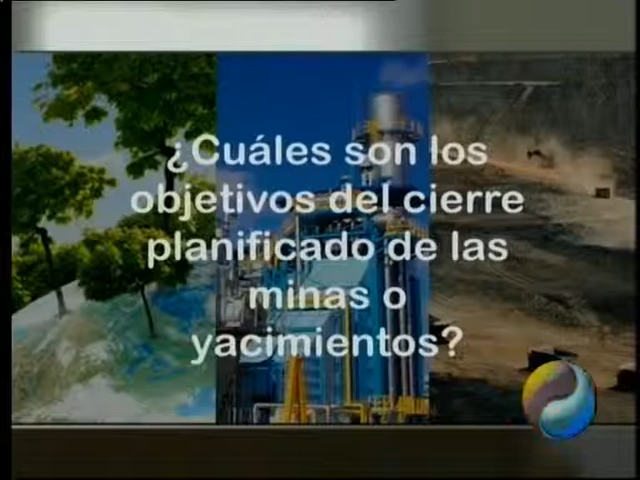 ¿Cuáles son los
objetivos del cierre
planificado de las
minas o
yacimientos?